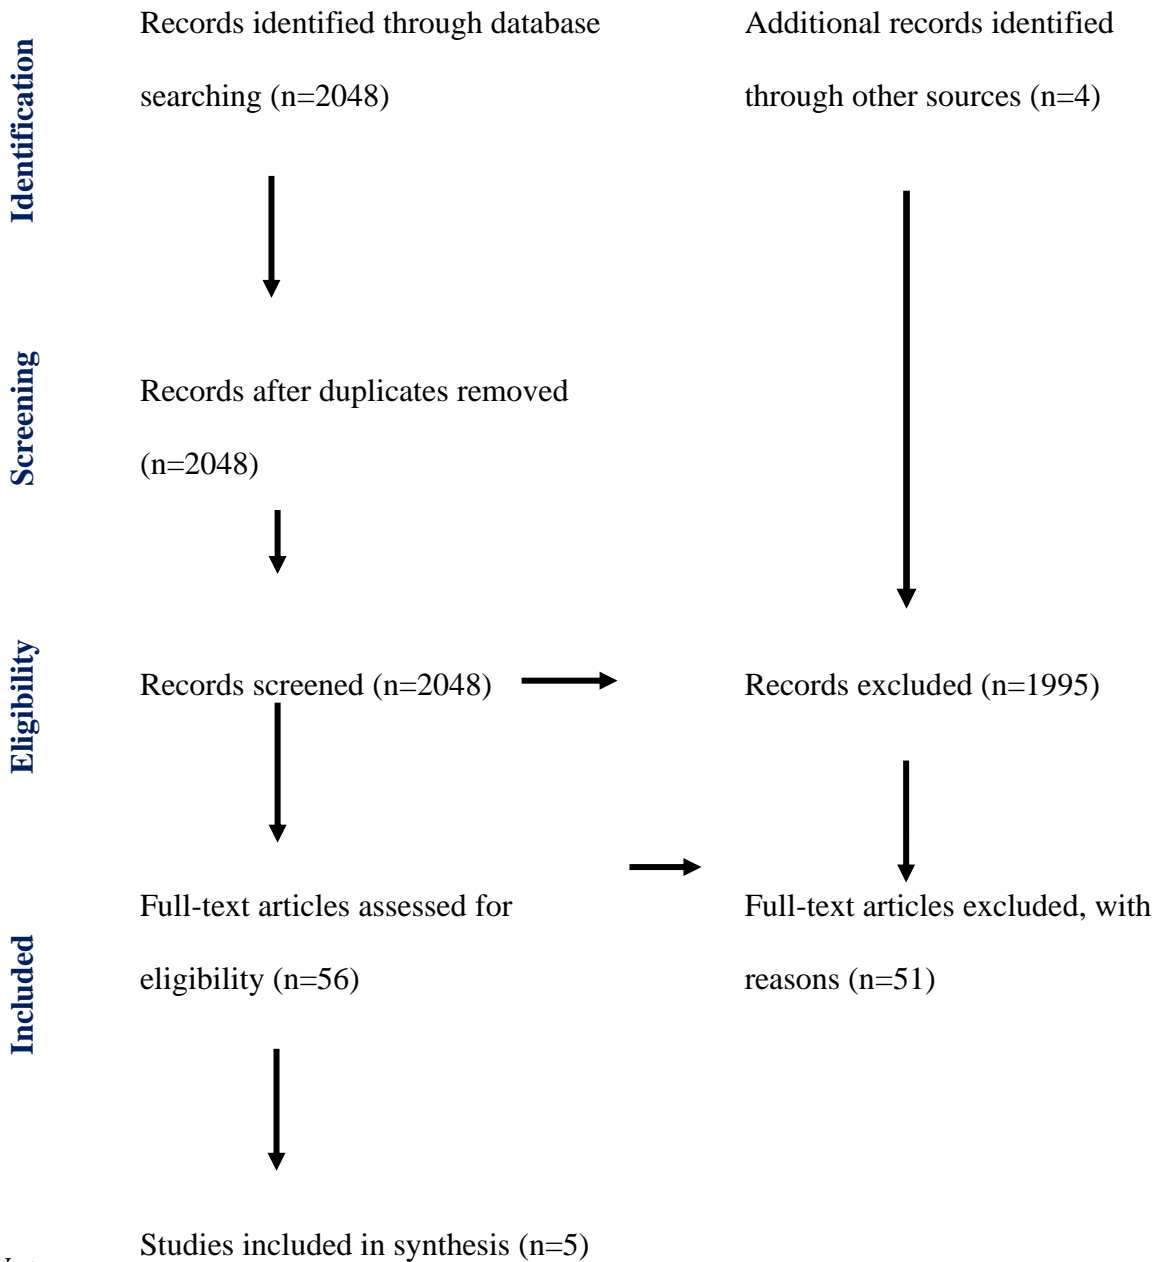 Identification
Records identified through database
searching (n=2048)
Additional records identified
through other sources (n=4)
Screening
Records after duplicates removed
(n=2048)
Eligibility
Records screened (n=2048)
Records excluded (n=1995)
Included
Full-text articles assessed for
eligibility (n=56)
Full-text articles excluded, with
reasons (n=51)
Studies included in synthesis (n=5)